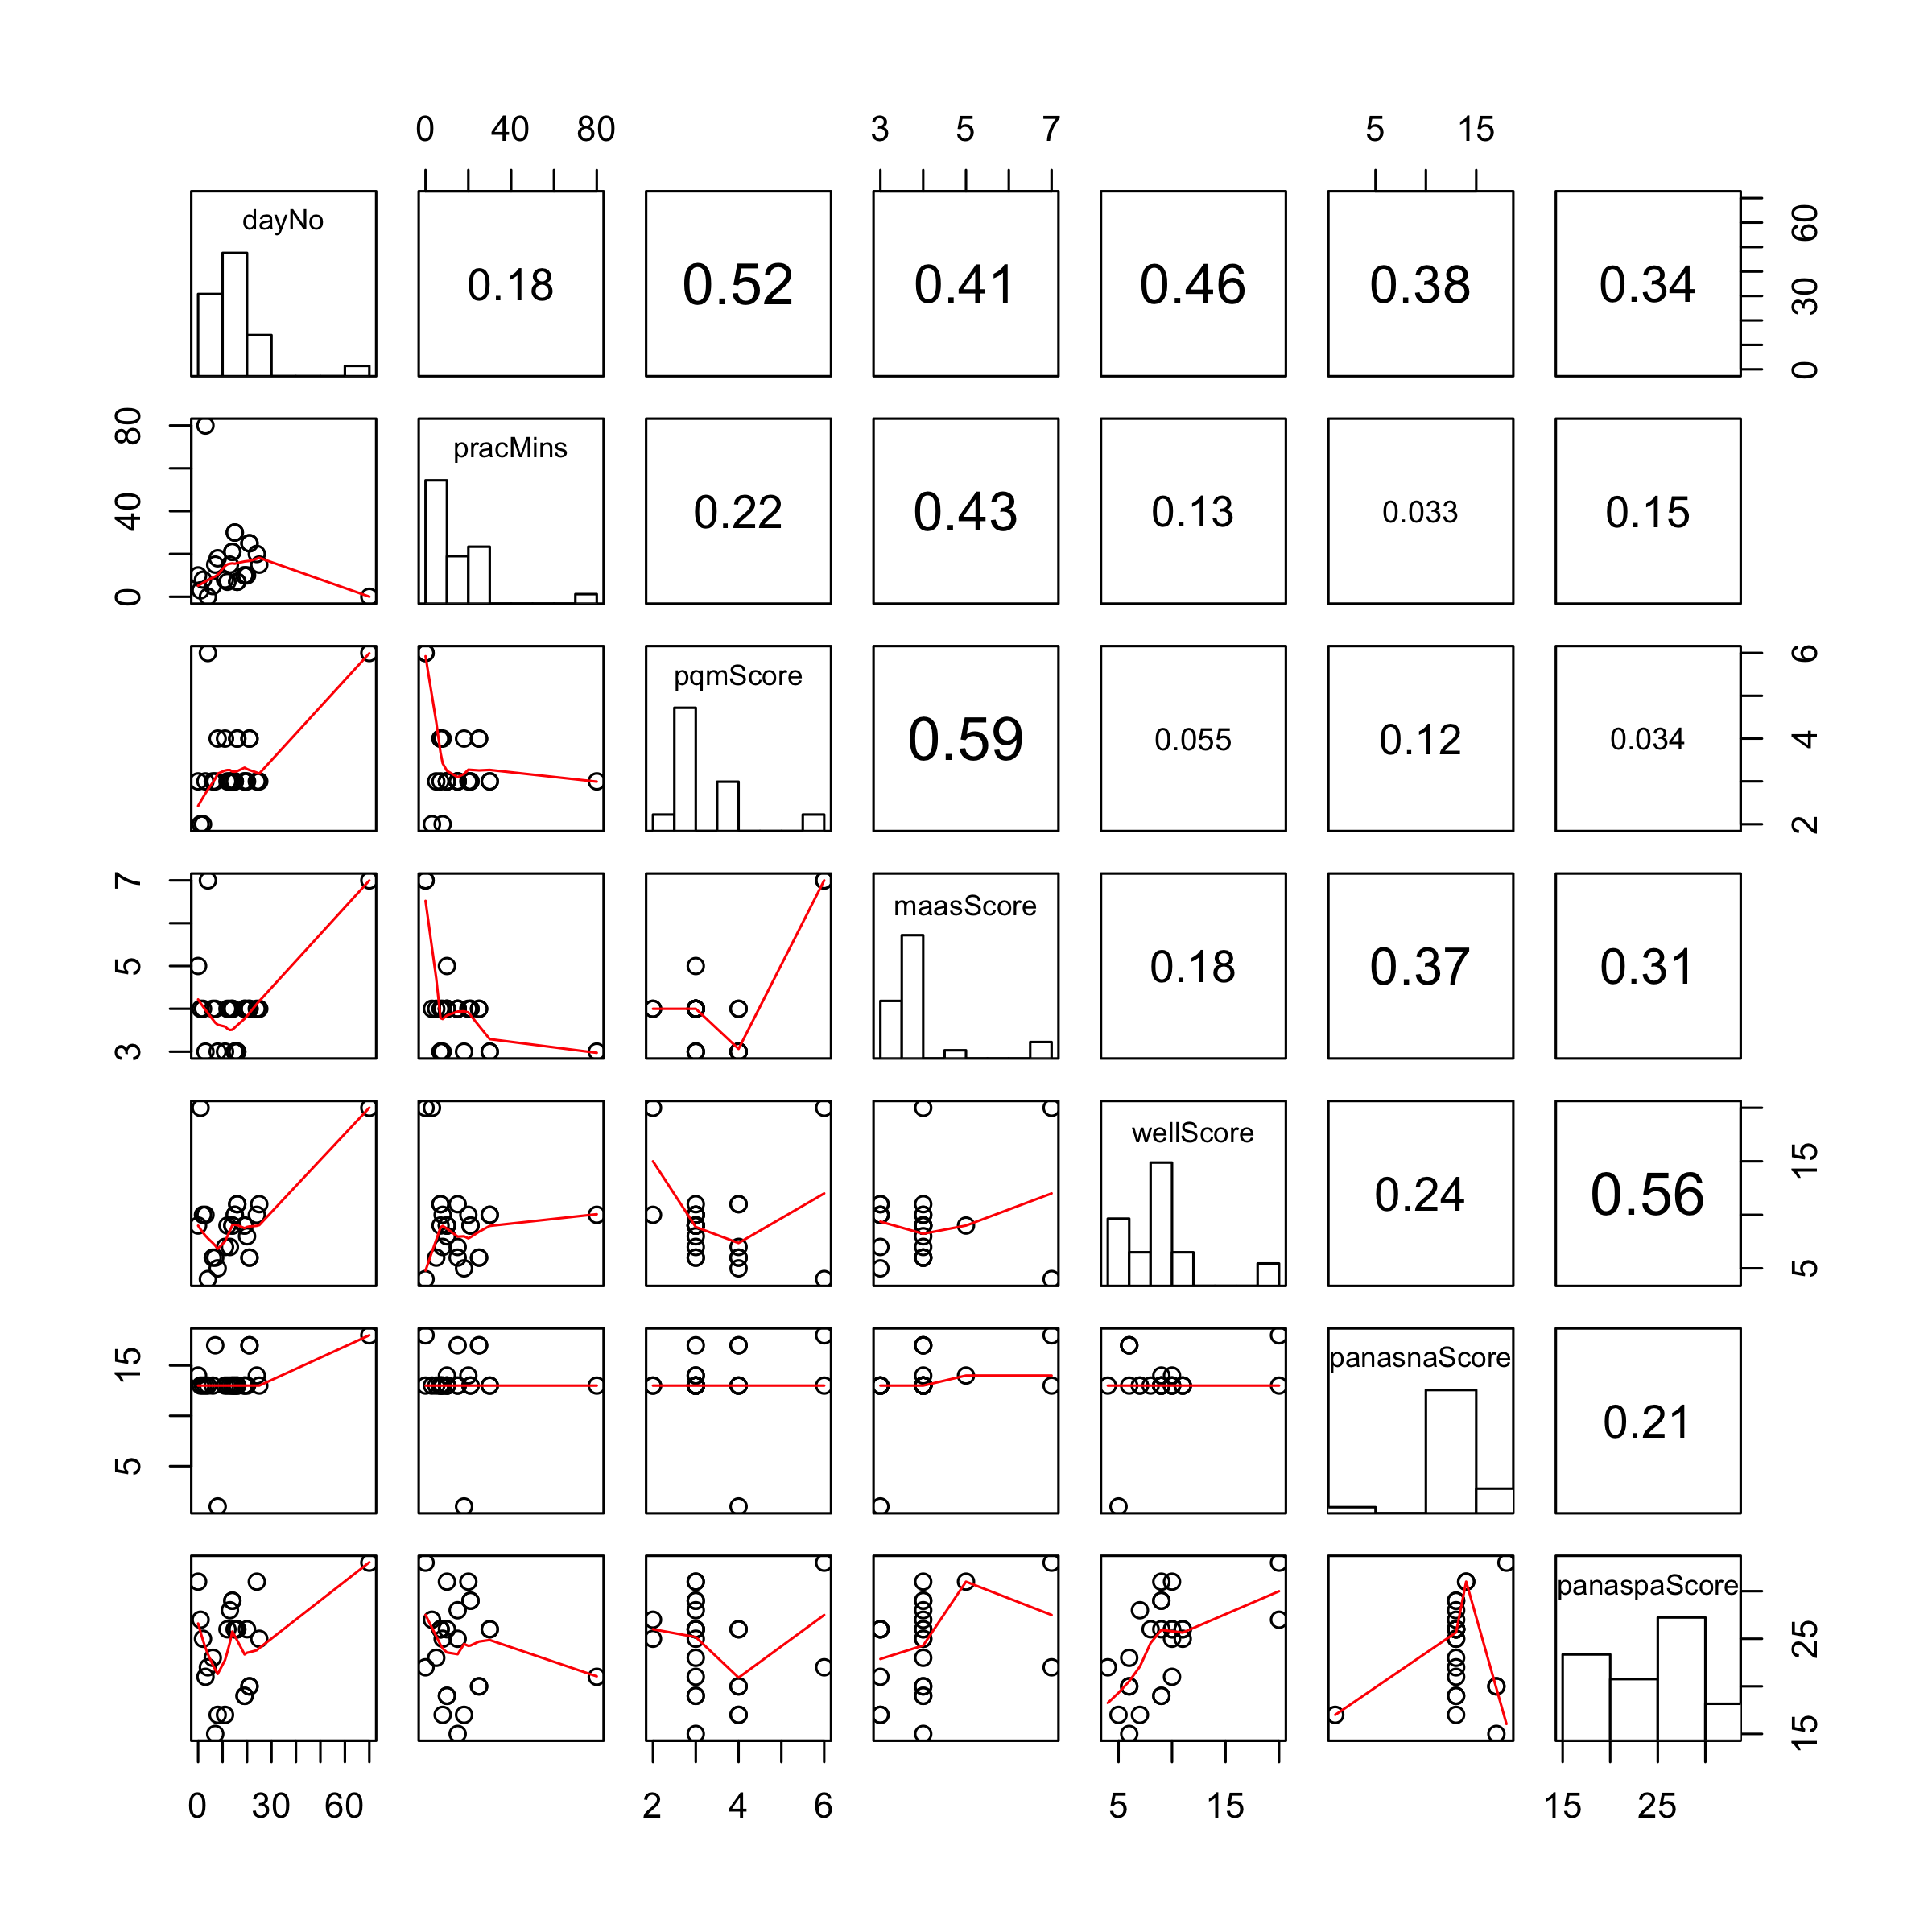 0 40 80 3 5 7 5 15
dayNo 0.18 0.52 0.41 0.46 0.38 0.34 0 30 60
0 40 80 pracMins 0.22 0.43 0.13 0.033 0.15
pqmScore 0.59 0.055 0.12 0.034 2 4 6
3 5 7 maasScore 0.18 0.37 0.31
wellScore 0.24 0.56 5 15
5 15 panasnaScore 0.21
panaspaScore 15 25
0 30 60 2 4 6 5 15 15 25